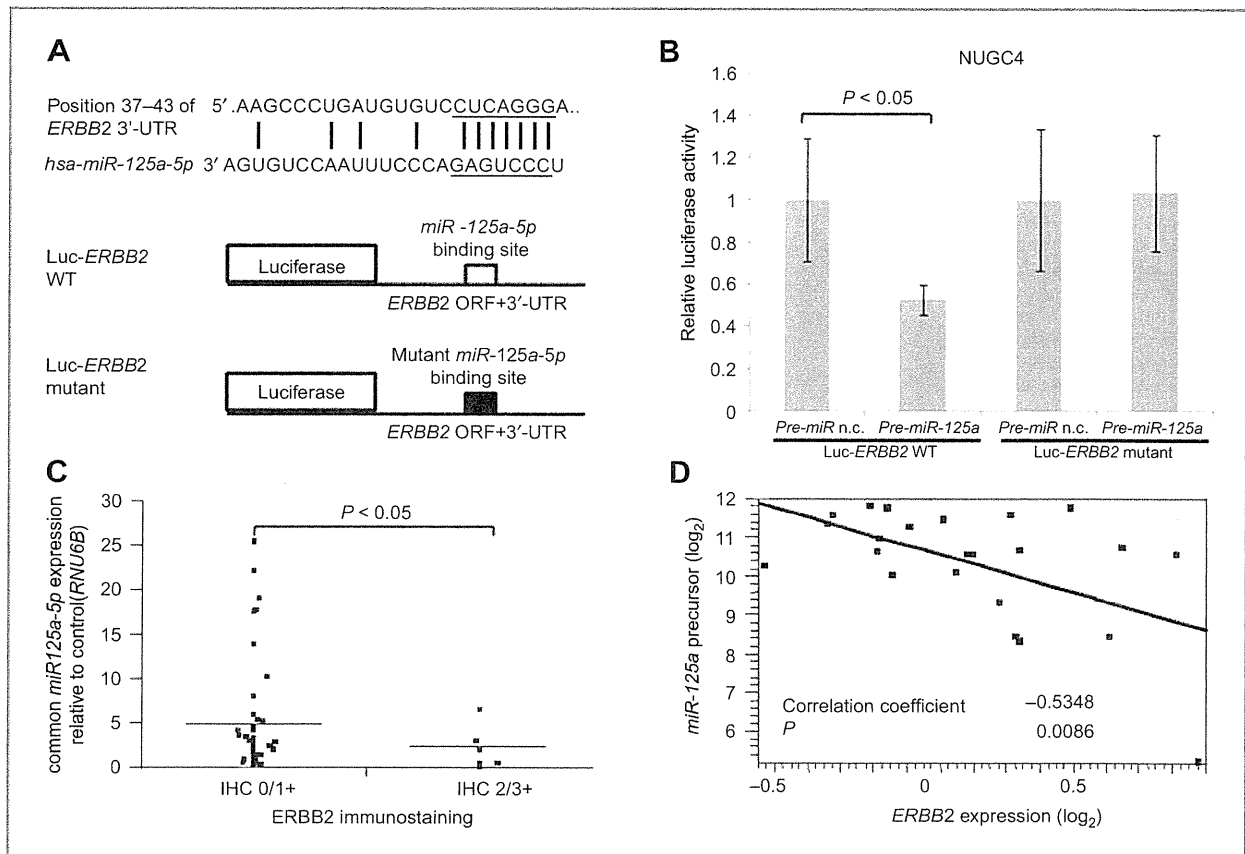 A
Position 37–43 of 5′ .AAGCCCUGAUGUGUCCUCAGGGA..
ERBB2 3′-UTR
hsa-miR-125a-5p 3′ AGUGUCCAAUUUCCCAGAGUCCCU
Luc-ERBB2
WT
Luciferase
miR -125a-5p
binding site
ERBB2 ORF+3′-UTR
Luc-ERBB2
mutant
Luciferase
Mutant miR-125a-5p
binding site
ERBB2 ORF+3′-UTR
B
NUGC4
Relative luciferase activity
1.6
1.4
1.2
1
0.8
0.6
0.4
0.2
0
P < 0.05
Pre-miR n.c. Pre-miR-125a Pre-miR n.c. Pre-miR-125a
Luc-ERBB2 WT Luc-ERBB2 mutant
C
common miR125a-5p expression
relative to control(RNU6B)
30
25
20
15
10
5
0
P < 0.05
IHC 0/1+ IHC 2/3+
ERBB2 immunostaining
D
miR-125a precursor (log2)
12
11
10
9
8
7
6
Correlation coefficient −0.5348
P 0.0086
−0.5 0 0.5
ERBB2 expression (log2)